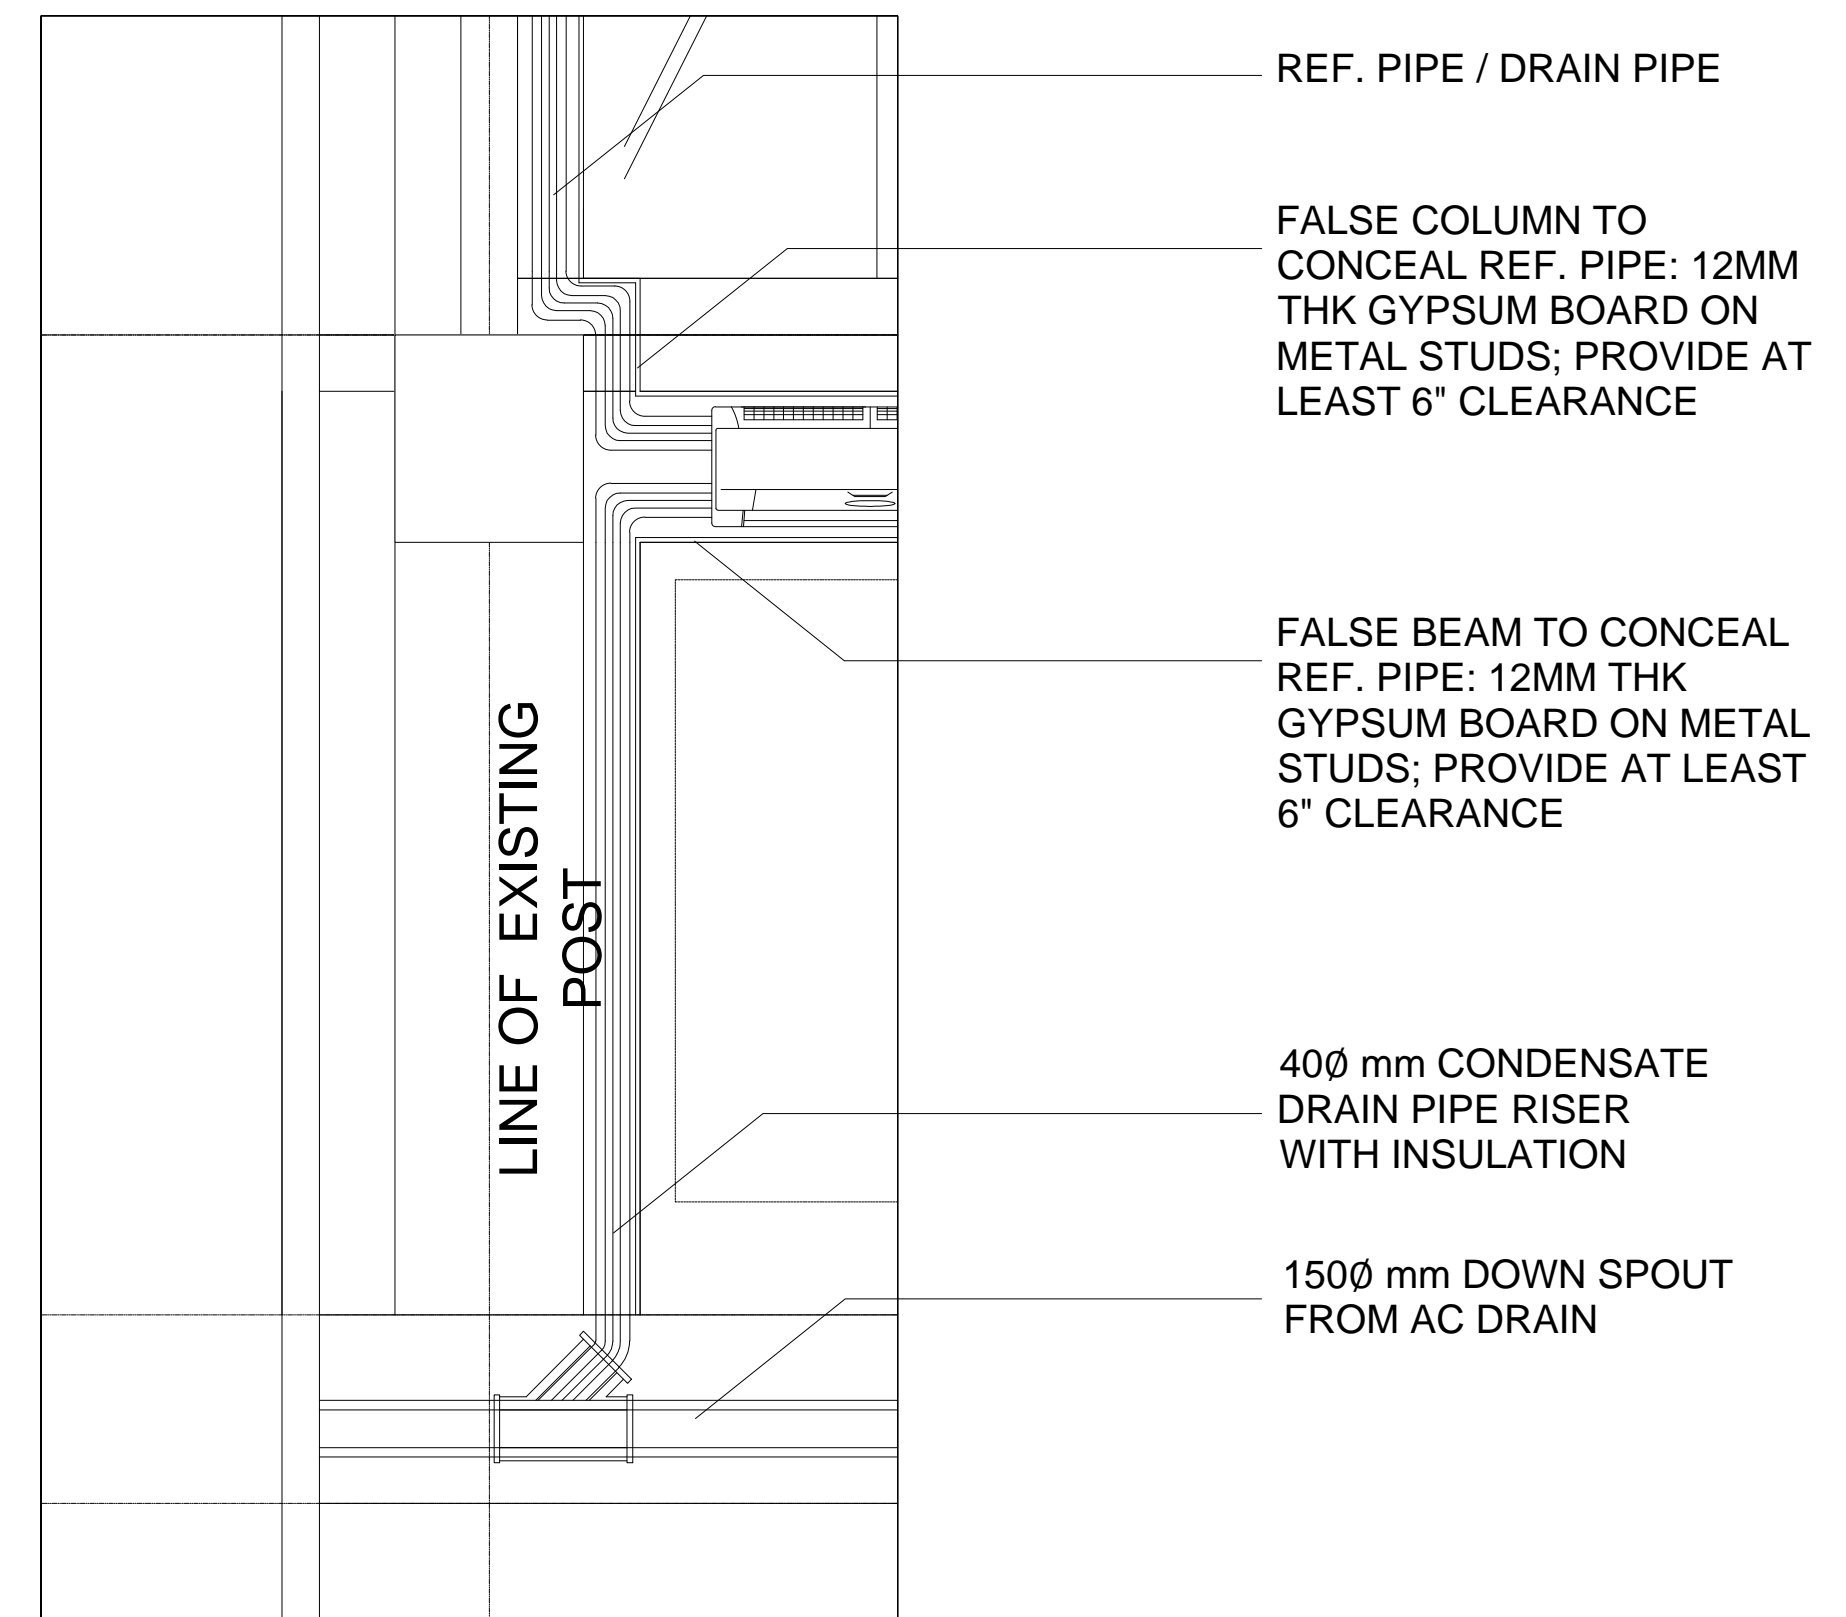 REF. PIPE / DRAIN PIPE
FALSE COLUMN TO
CONCEAL REF. PIPE: 12MM
THK GYPSUM BOARD ON
METAL STUDS; PROVIDE AT
LEAST 6" CLEARANCE
FALSE BEAM TO CONCEAL
REF. PIPE: 12MM THK
GYPSUM BOARD ON METAL
STUDS; PROVIDE AT LEAST
6" CLEARANCE
LINE OF EXISTING
POST
40Ø mm CONDENSATE
DRAIN PIPE RISER
WITH INSULATION
150Ø mm DOWN SPOUT
FROM AC DRAIN